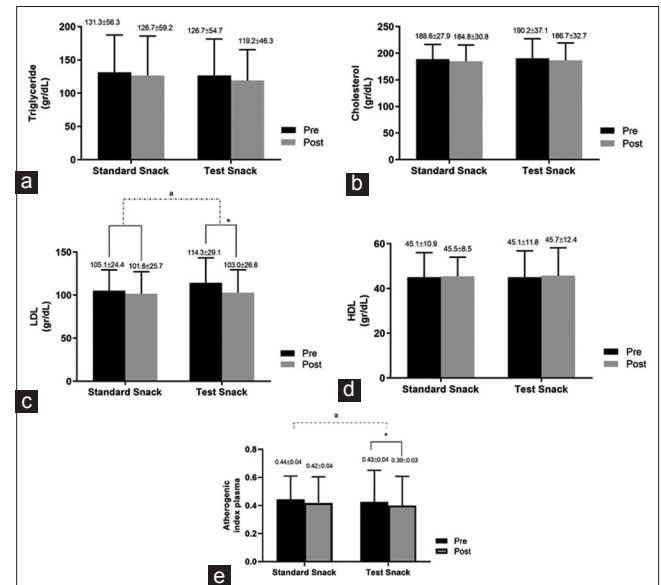 131.3±56.3 126.7±59.2 126.7±54.7 119.2±46.3
200
150
100
50
0
Triglyceride
(gr/dL)
Pre
Post
Standard Snack Test Snack
a
188.6±27.9 184.8±30.8 190.2±37.1 186.7±32.7
250
200
150
100
50
0
Cholesterol
(gr/dL)
Pre
Post
Standard Snack Test Snack
b
a
*
105.1±24.4 101.6±25.7 114.3±29.1 103.0±26.6
150
100
50
0
LDL
(gr/dL)
Pre
Post
Standard Snack Test Snack
c
45.1±10.9 45.5±8.5 45.1±11.8 45.7±12.4
60
40
20
0
HDL
(gr/dL)
Pre
Post
Standard Snack Test Snack
d
a
*
0.44±0.04 0.42±0.04 0.43±0.04 0.39±0.03
0.8
0.6
0.4
0.2
0.0
Atherogenic
index plasma
Pre
Post
Standard Snack Test Snack
e